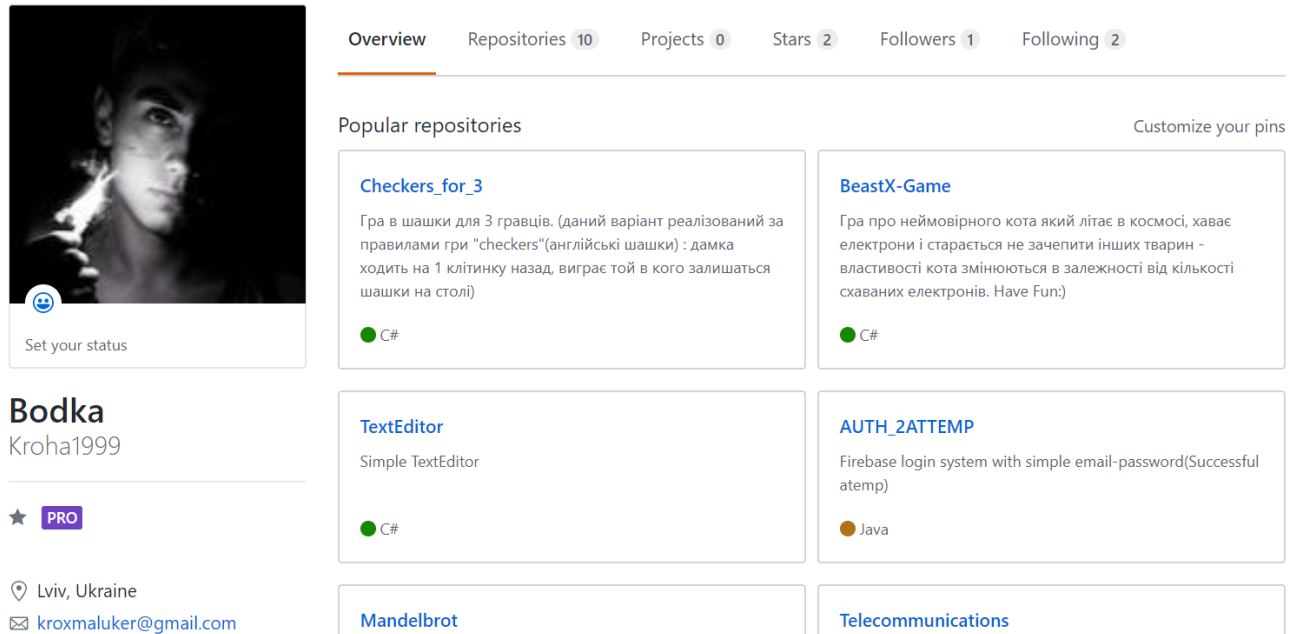 Overview Repositories 10 Projects 0 Stars 2 Followers 1 Following 2
Popular repositories
Customize your pins
Checkers_for_3
Гра в шашки для 3 гравців. (даний варіант реалізований за
правилами гри "checkers"(англійські шашки) : дамка
ходить на 1 клітинку назад, виграє той в кого залишаться
шашки на столі)
C#
BeastX-Game
Гра про неймовірного кота який літає в космосі, хаває
електрони і старається не зачепити інших тварин -
властивості кота змінюються в залежності від кількості
схаваних електронів. Have Fun:)
C#
TextEditor
Simple TextEditor
C#
AUTH_2ATTEMP
Firebase login system with simple email-password(Successful
atemp)
Java
Mandelbrot
Telecommunications
Set your status
Bodka
Kroha1999
PRO
Lviv, Ukraine
kroxmaluker@gmail.com